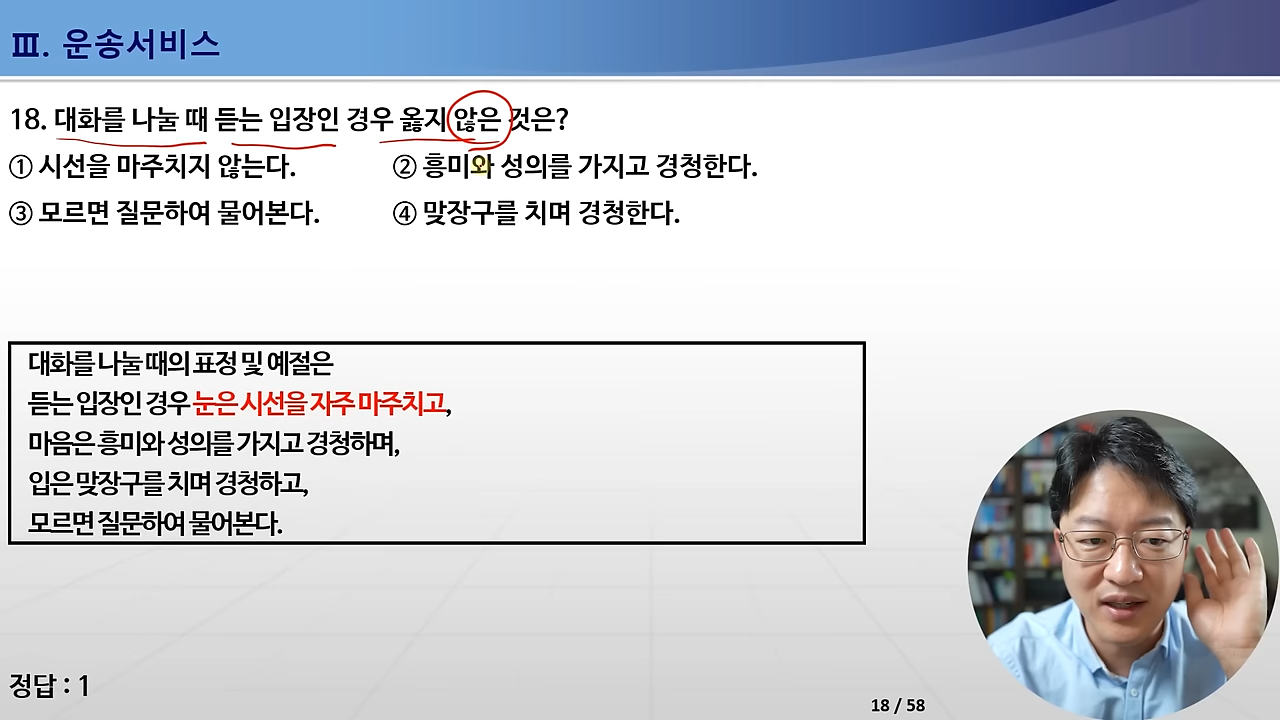 Ⅲ. 운송서비스
18. 대화를 나눌 때 듣는 입장인 경우 옳지 않은 것은?
① 시선을 마주치지 않는다. ② 흥미와 성의를 가지고 경청한다.
③ 모르면 질문하여 물어본다. ④ 맞장구를 치며 경청한다.
대화를 나눌 때의 표정 및 예절은
듣는 입장인 경우 눈은 시선을 자주 마주치고,
마음은 흥미와 성의를 가지고 경청하며,
입은 맞장구를 치며 경청하고,
모르면 질문하여 물어본다.
정답 : 1
18 / 58